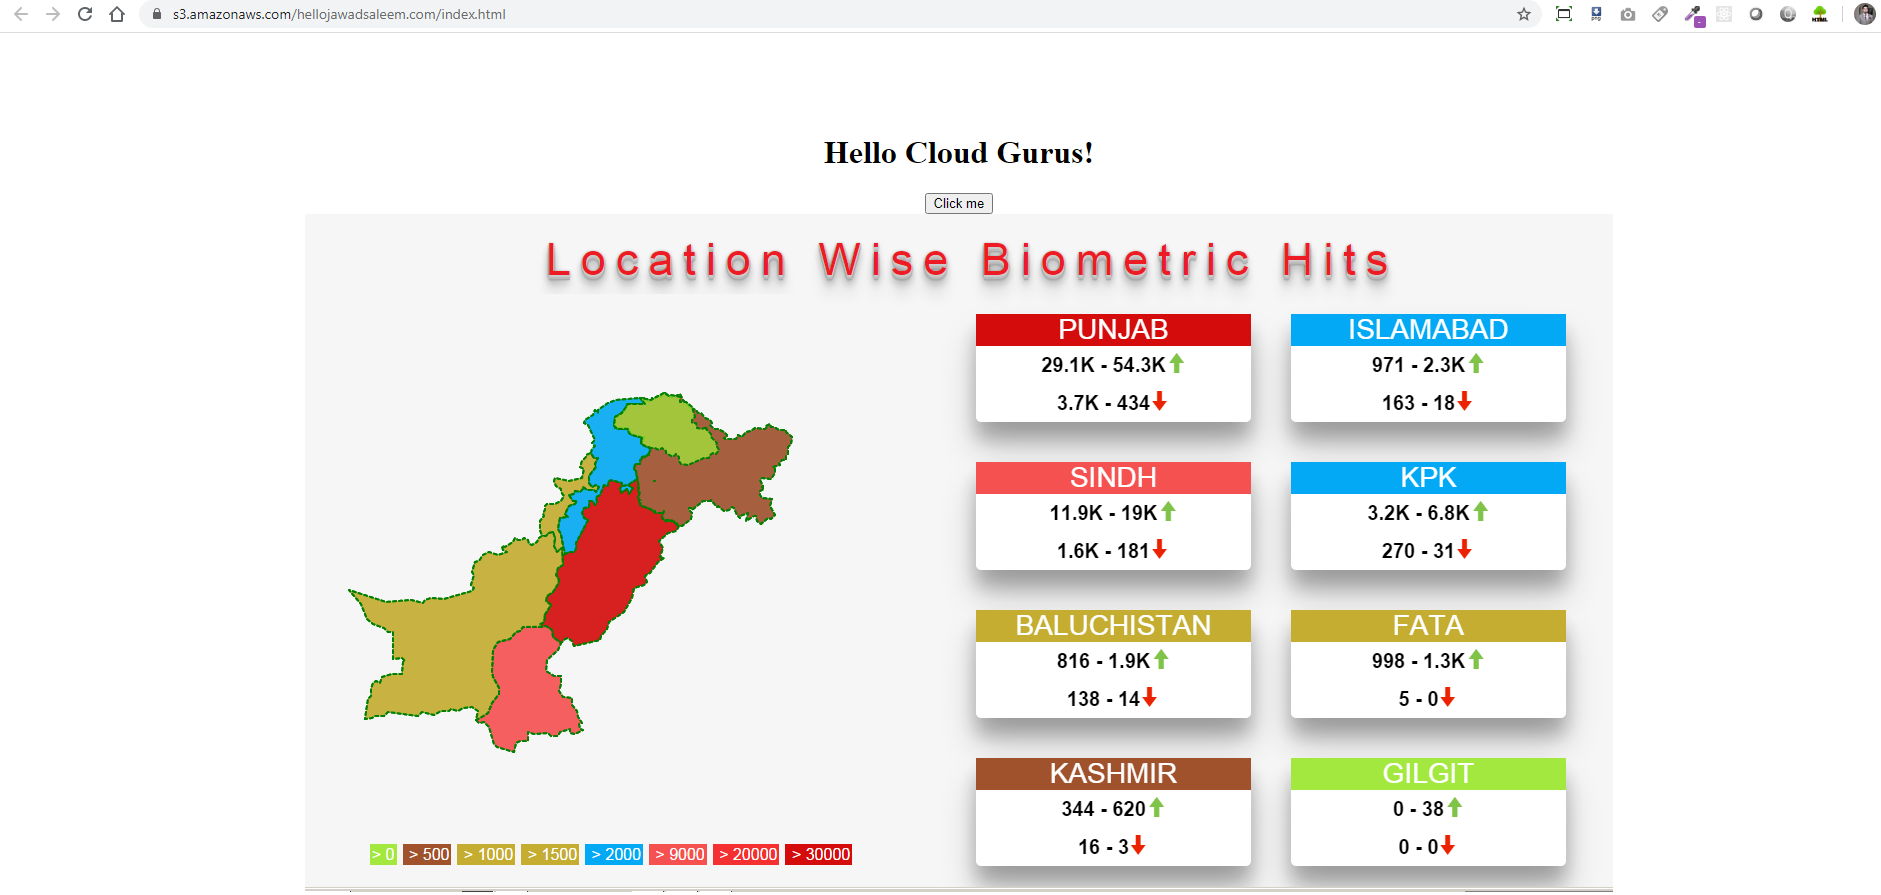 s3.amazonaws.com/hellojawadsaleem.com/index.html
Hello Cloud Gurus!
Click me
Location Wise Biometric Hits
PUNJAB
29.1K - 54.3K
3.7K - 434
ISLAMABAD
971 - 2.3K
163 - 18
SINDH
11.9K - 19K
1.6K - 181
KPK
3.2K - 6.8K
270 - 31
BALUCHISTAN
816 - 1.9K
138 - 14
FATA
998 - 1.3K
5 - 0
KASHMIR
344 - 620
16 - 3
GILGIT
0 - 38
0 - 0
> 0 > 500 > 1000 > 1500 > 2000 > 9000 > 20000 > 30000